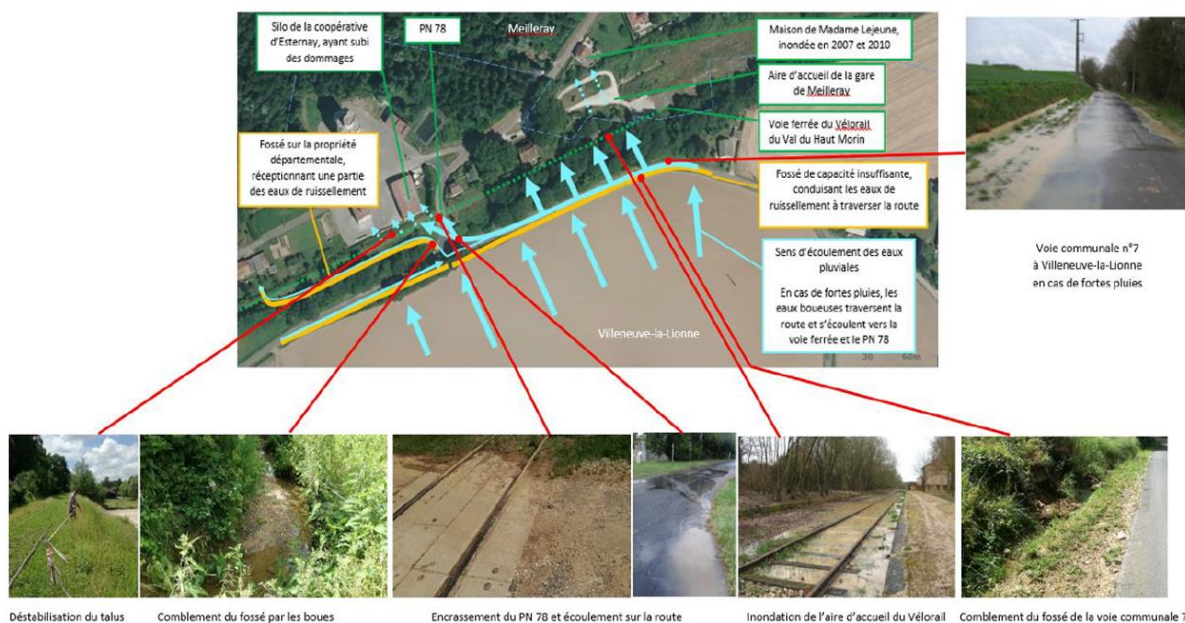 Silo de la coopérative
d'Esternay, ayant subi
des dommages
PN 78
Meilleray
Maison de Madame Lejeune,
inondée en 2007 et 2010
Aire d'accueil de la gare
de Meilleray
Voie ferrée du Vélorail
du Val du Haut Morin
Fossé sur la propriété
départementale,
réceptionnant une partie
des eaux de ruissellement
Fossé de capacité insuffisante,
conduisant les eaux de
ruissellement à traverser la route
Sens d'écoulement des eaux
pluviales
En cas de fortes pluies, les
eaux boueuses traversent la
route et s'écoulent vers la
voie ferrée et le PN 78
Villeneuve-la-Lionne
30 60m
Voie communale n°7
à Villeneuve-la-Lionne
en cas de fortes pluies
Déstabilisation du talus
Comblement du fossé par les boues
Encrassement du PN 78 et écoulement sur la route
Inondation de l'aire d'accueil du Vélorail
Comblement du fossé de la voie communale 7